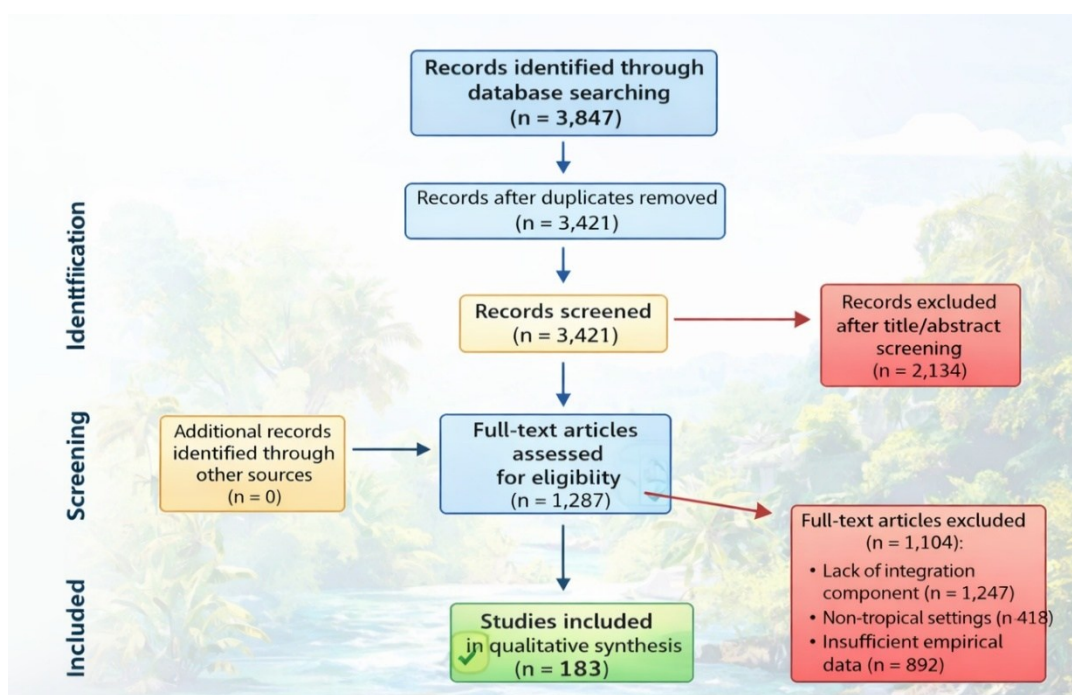 Records identified through
database searching
(n = 3,847)
Records after duplicates removed
(n = 3,421)
Identtfiication
Records screened
(n = 3,421)
Records excluded
after title/abstract
screening
(n = 2,134)
Screening
Additional records
identified through
other sources
(n = 0)
Full-text articles
assessed
for eligiblity
(n = 1,287)
Full-text articles excluded
(n = 1,104):
• Lack of integration
component (n = 1,247)
• Non-tropical settings (n 418)
• Insufficient empirical
data (n = 892)
Included
Studies included
in qualitative synthesis
(n = 183)